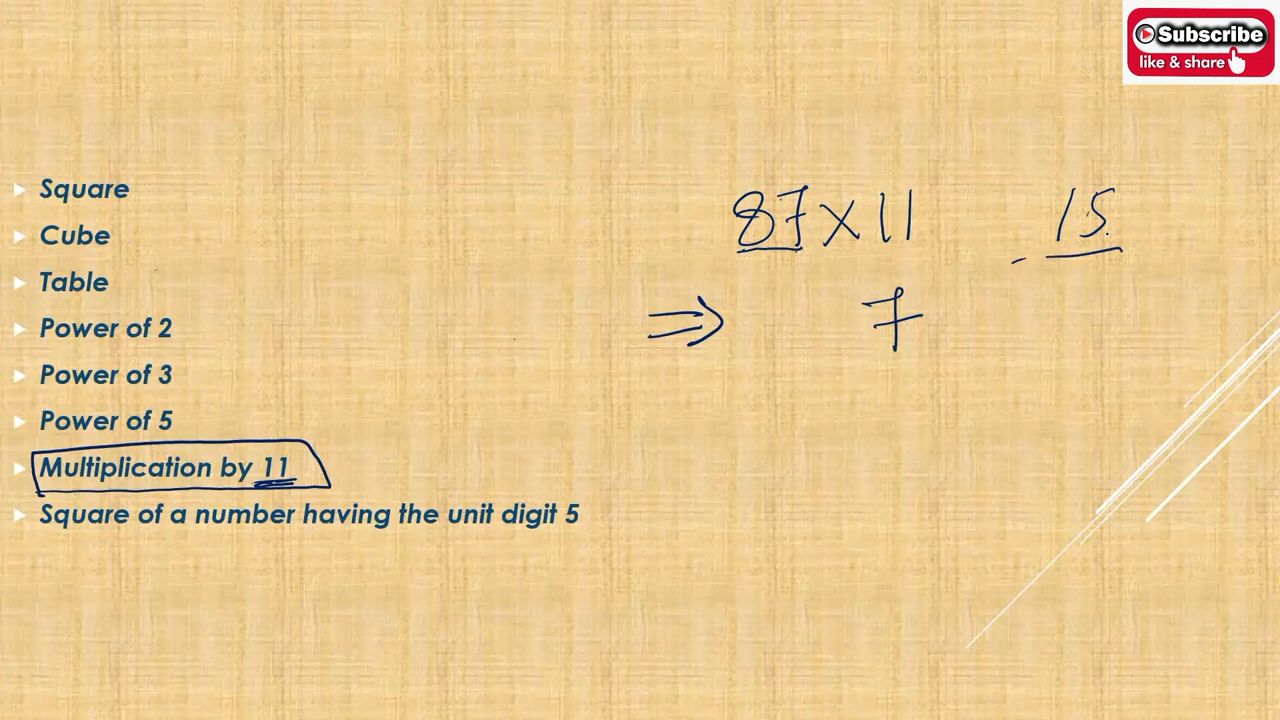 Subscribe
like & share
Square
Cube
Table
Power of 2
Power of 3
Power of 5
Multiplication by 11
Square of a number having the unit digit 5
87 × 11
15
⇒ 7